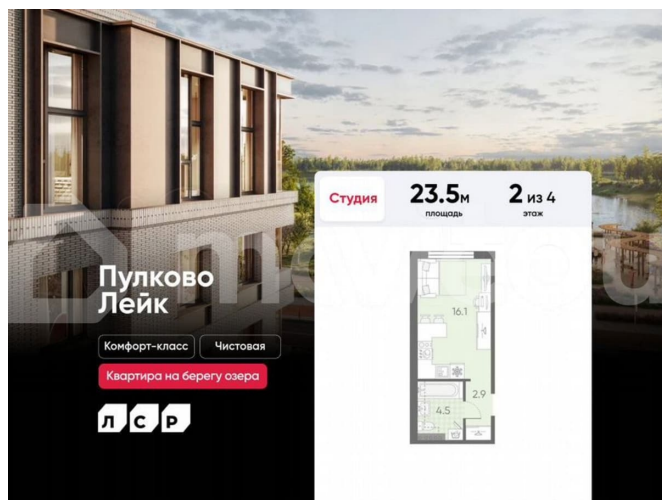 Студия
23.5м
площадь
2 из 4
этаж
Пулково
Лейк
Комфорт-класс
Чистовая
Квартира на берегу озера
ЛСР
16.1
2.9
4.5